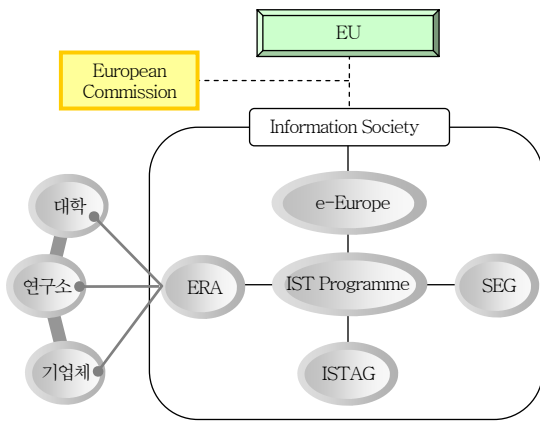 EU
European
Commission
Information Society
e-Europe
대학
연구소
기업체
ERA
IST Programme
SEG
ISTAG